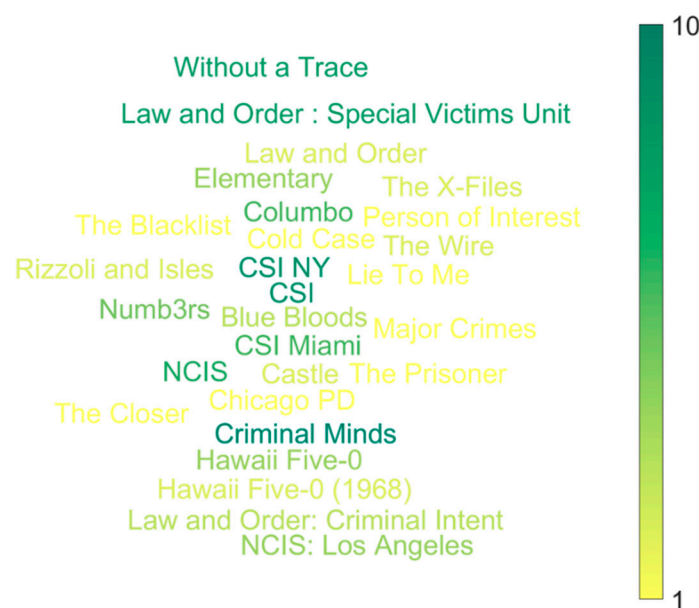 10
Without a Trace
Law and Order : Special Victims Unit
Law and Order
Elementary
The X-Files
Columbo
Person of Interest
The Blacklist
Cold Case
The Wire
Rizzoli and Isles
CSI NY
Lie To Me
CSI
Numb3rs
Blue Bloods
Major Crimes
CSI Miami
NCIS
Castle
The Prisoner
Chicago PD
The Closer
Criminal Minds
Hawaii Five-0
Hawaii Five-0 (1968)
Law and Order: Criminal Intent
NCIS: Los Angeles
1